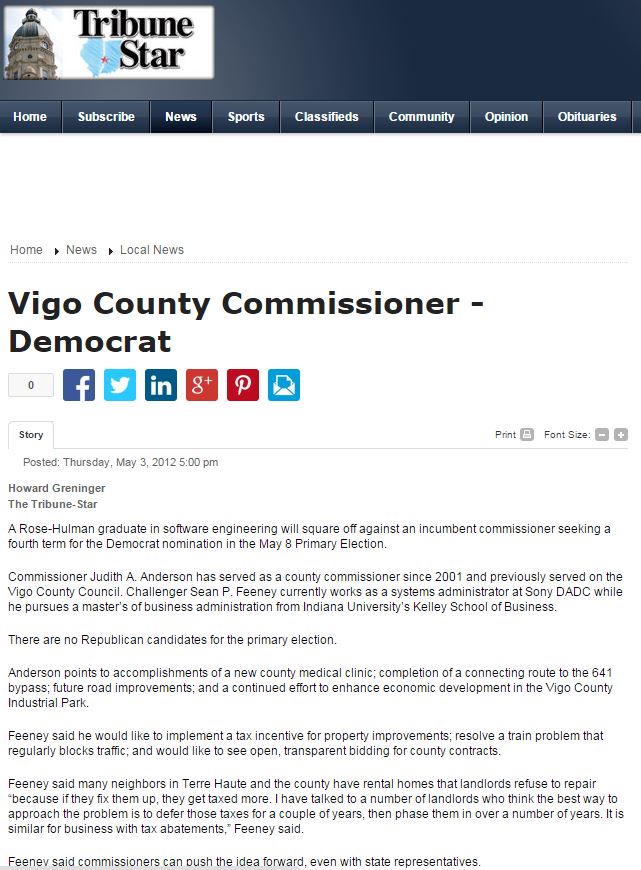 Tribune
Star
Home Subscribe News Sports Classifieds Community Opinion Obituaries
Home News Local News
Vigo County Commissioner -
Democrat
0
f in g+
Story
Print Font Size: - +
Posted: Thursday, May 3, 2012 5:00 pm
Howard Greninger
The Tribune-Star
A Rose-Hulman graduate in software engineering will square off against an incumbent commissioner seeking a
fourth term for the Democrat nomination in the May 8 Primary Election.
Commissioner Judith A. Anderson has served as a county commissioner since 2001 and previously served on the
Vigo County Council. Challenger Sean P. Feeney currently works as a systems administrator at Sony DADC while
he pursues a master's of business administration from Indiana University's Kelley School of Business.
There are no Republican candidates for the primary election.
Anderson points to accomplishments of a new county medical clinic; completion of a connecting route to the 641
bypass; future road improvements; and a continued effort to enhance economic development in the Vigo County
Industrial Park.
Feeney said he would like to implement a tax incentive for property improvements; resolve a train problem that
regularly blocks traffic; and would like to see open, transparent bidding for county contracts.
Feeney said many neighbors in Terre Haute and the county have rental homes that landlords refuse to repair
“because if they fix them up, they get taxed more. I have talked to a number of landlords who think the best way to
approach the problem is to defer those taxes for a couple of years, then phase them in over a number of years. It is
similar for business with tax abatements,” Feeney said.
Feeney said commissioners can push the idea forward, even with state representatives.